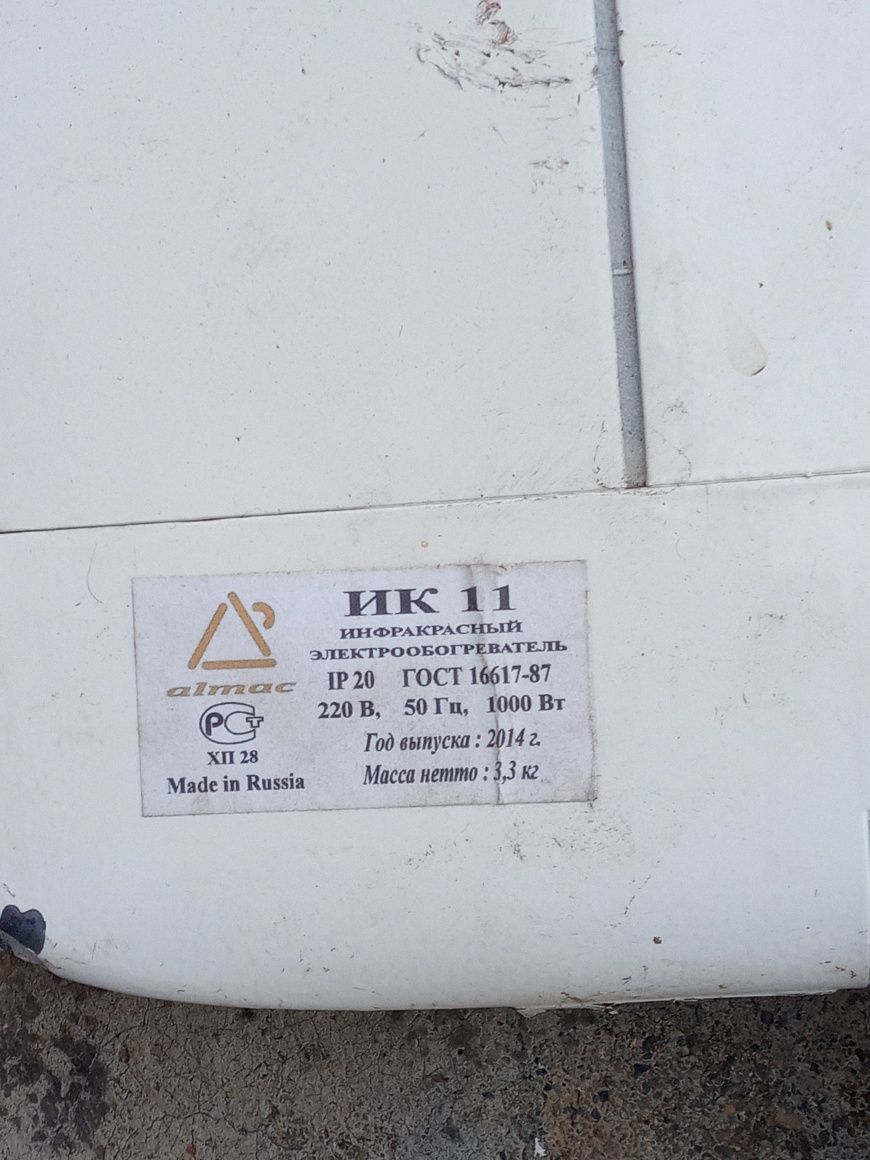 almac
РСТ
ХП 28
Made in Russia
ИК 11
ИНФРАКРАСНЫЙ
ЭЛЕКТРООБОГРЕВАТЕЛЬ
IP 20 ГОСТ 16617-87
220 В, 50 Гц, 1000 Вт
Год выпуска : 2014 г.
Масса нетто : 3,3 кг